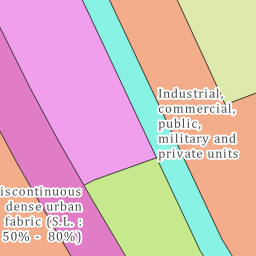 Industrial,
commercial,
public,
military and
private units
iscontinuous
dense urban
fabric (S.L. :
50% - 80%)